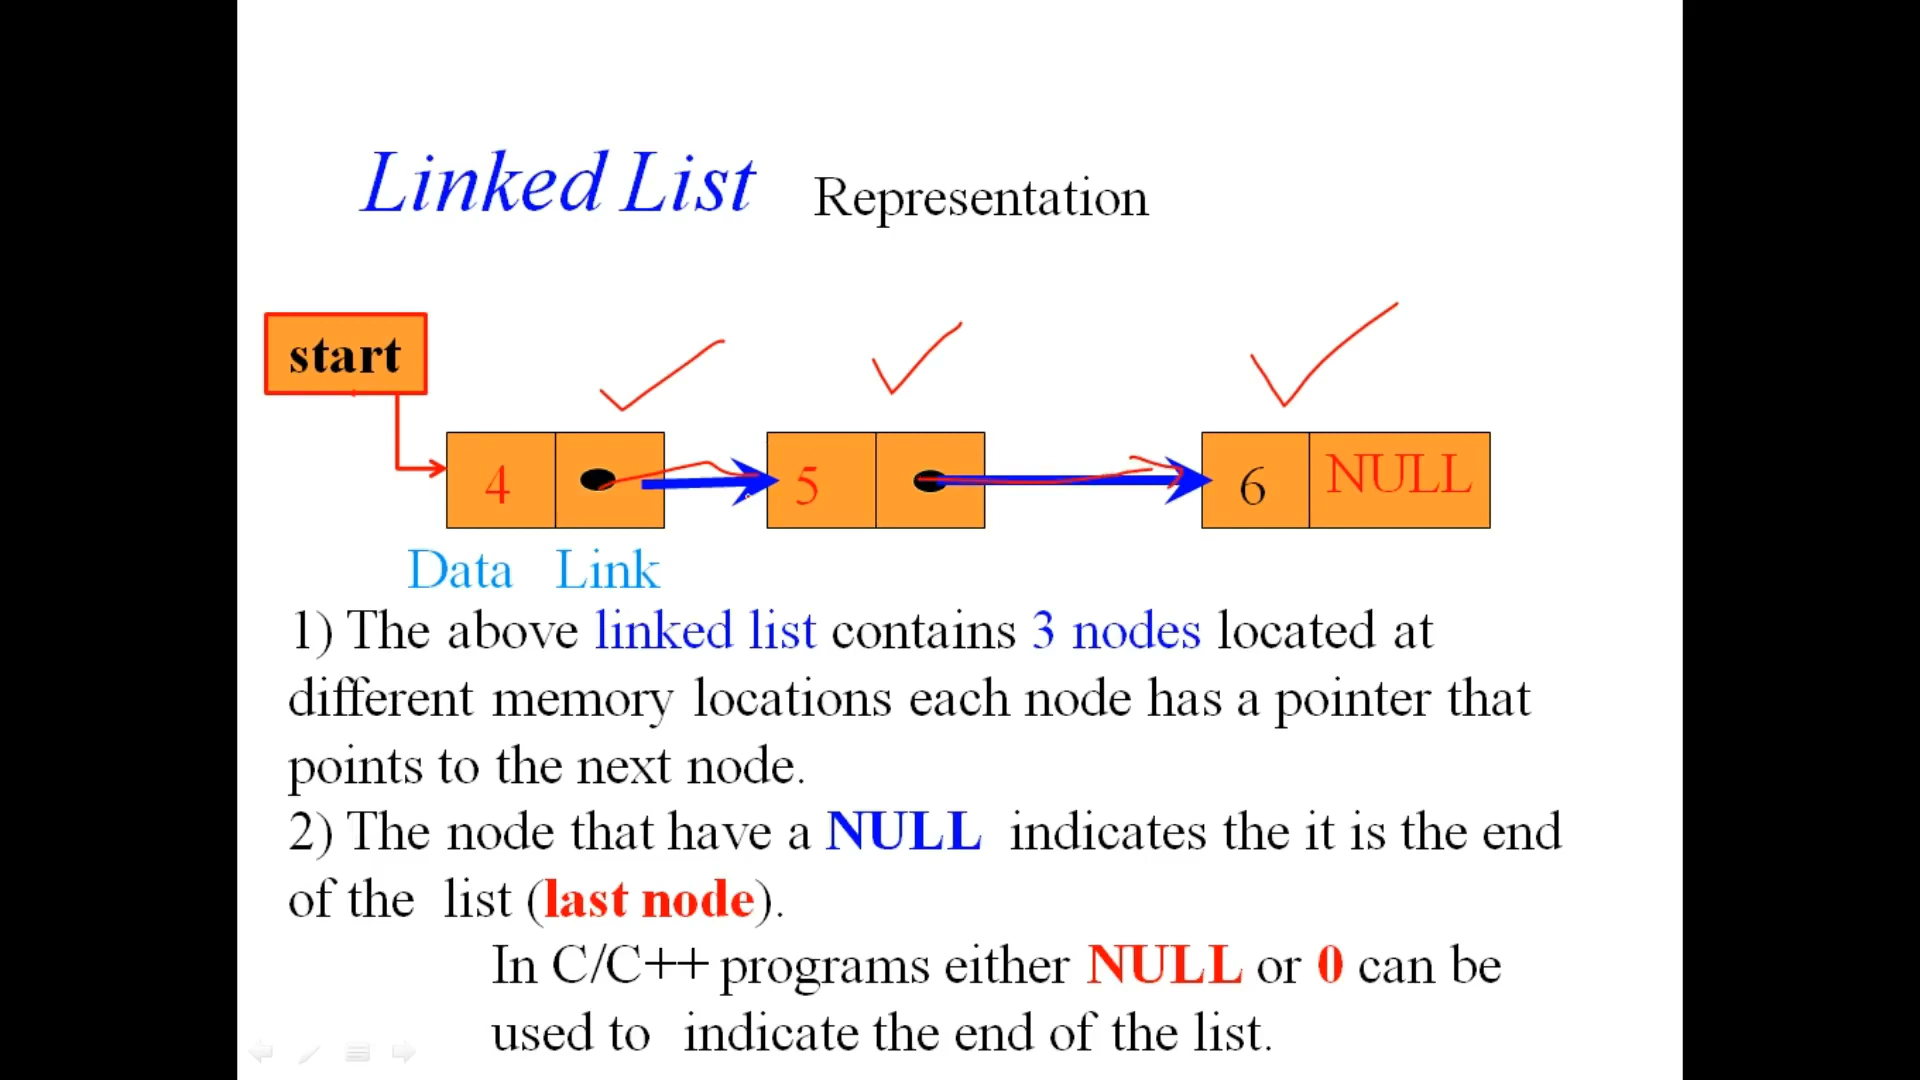 Linked List Representation
start
4 5 6 NULL
Data Link
1) The above linked list contains 3 nodes located at
different memory locations each node has a pointer that
points to the next node.
2) The node that have a NULL indicates the it is the end
of the list (last node).
In C/C++ programs either NULL or 0 can be
used to indicate the end of the list.